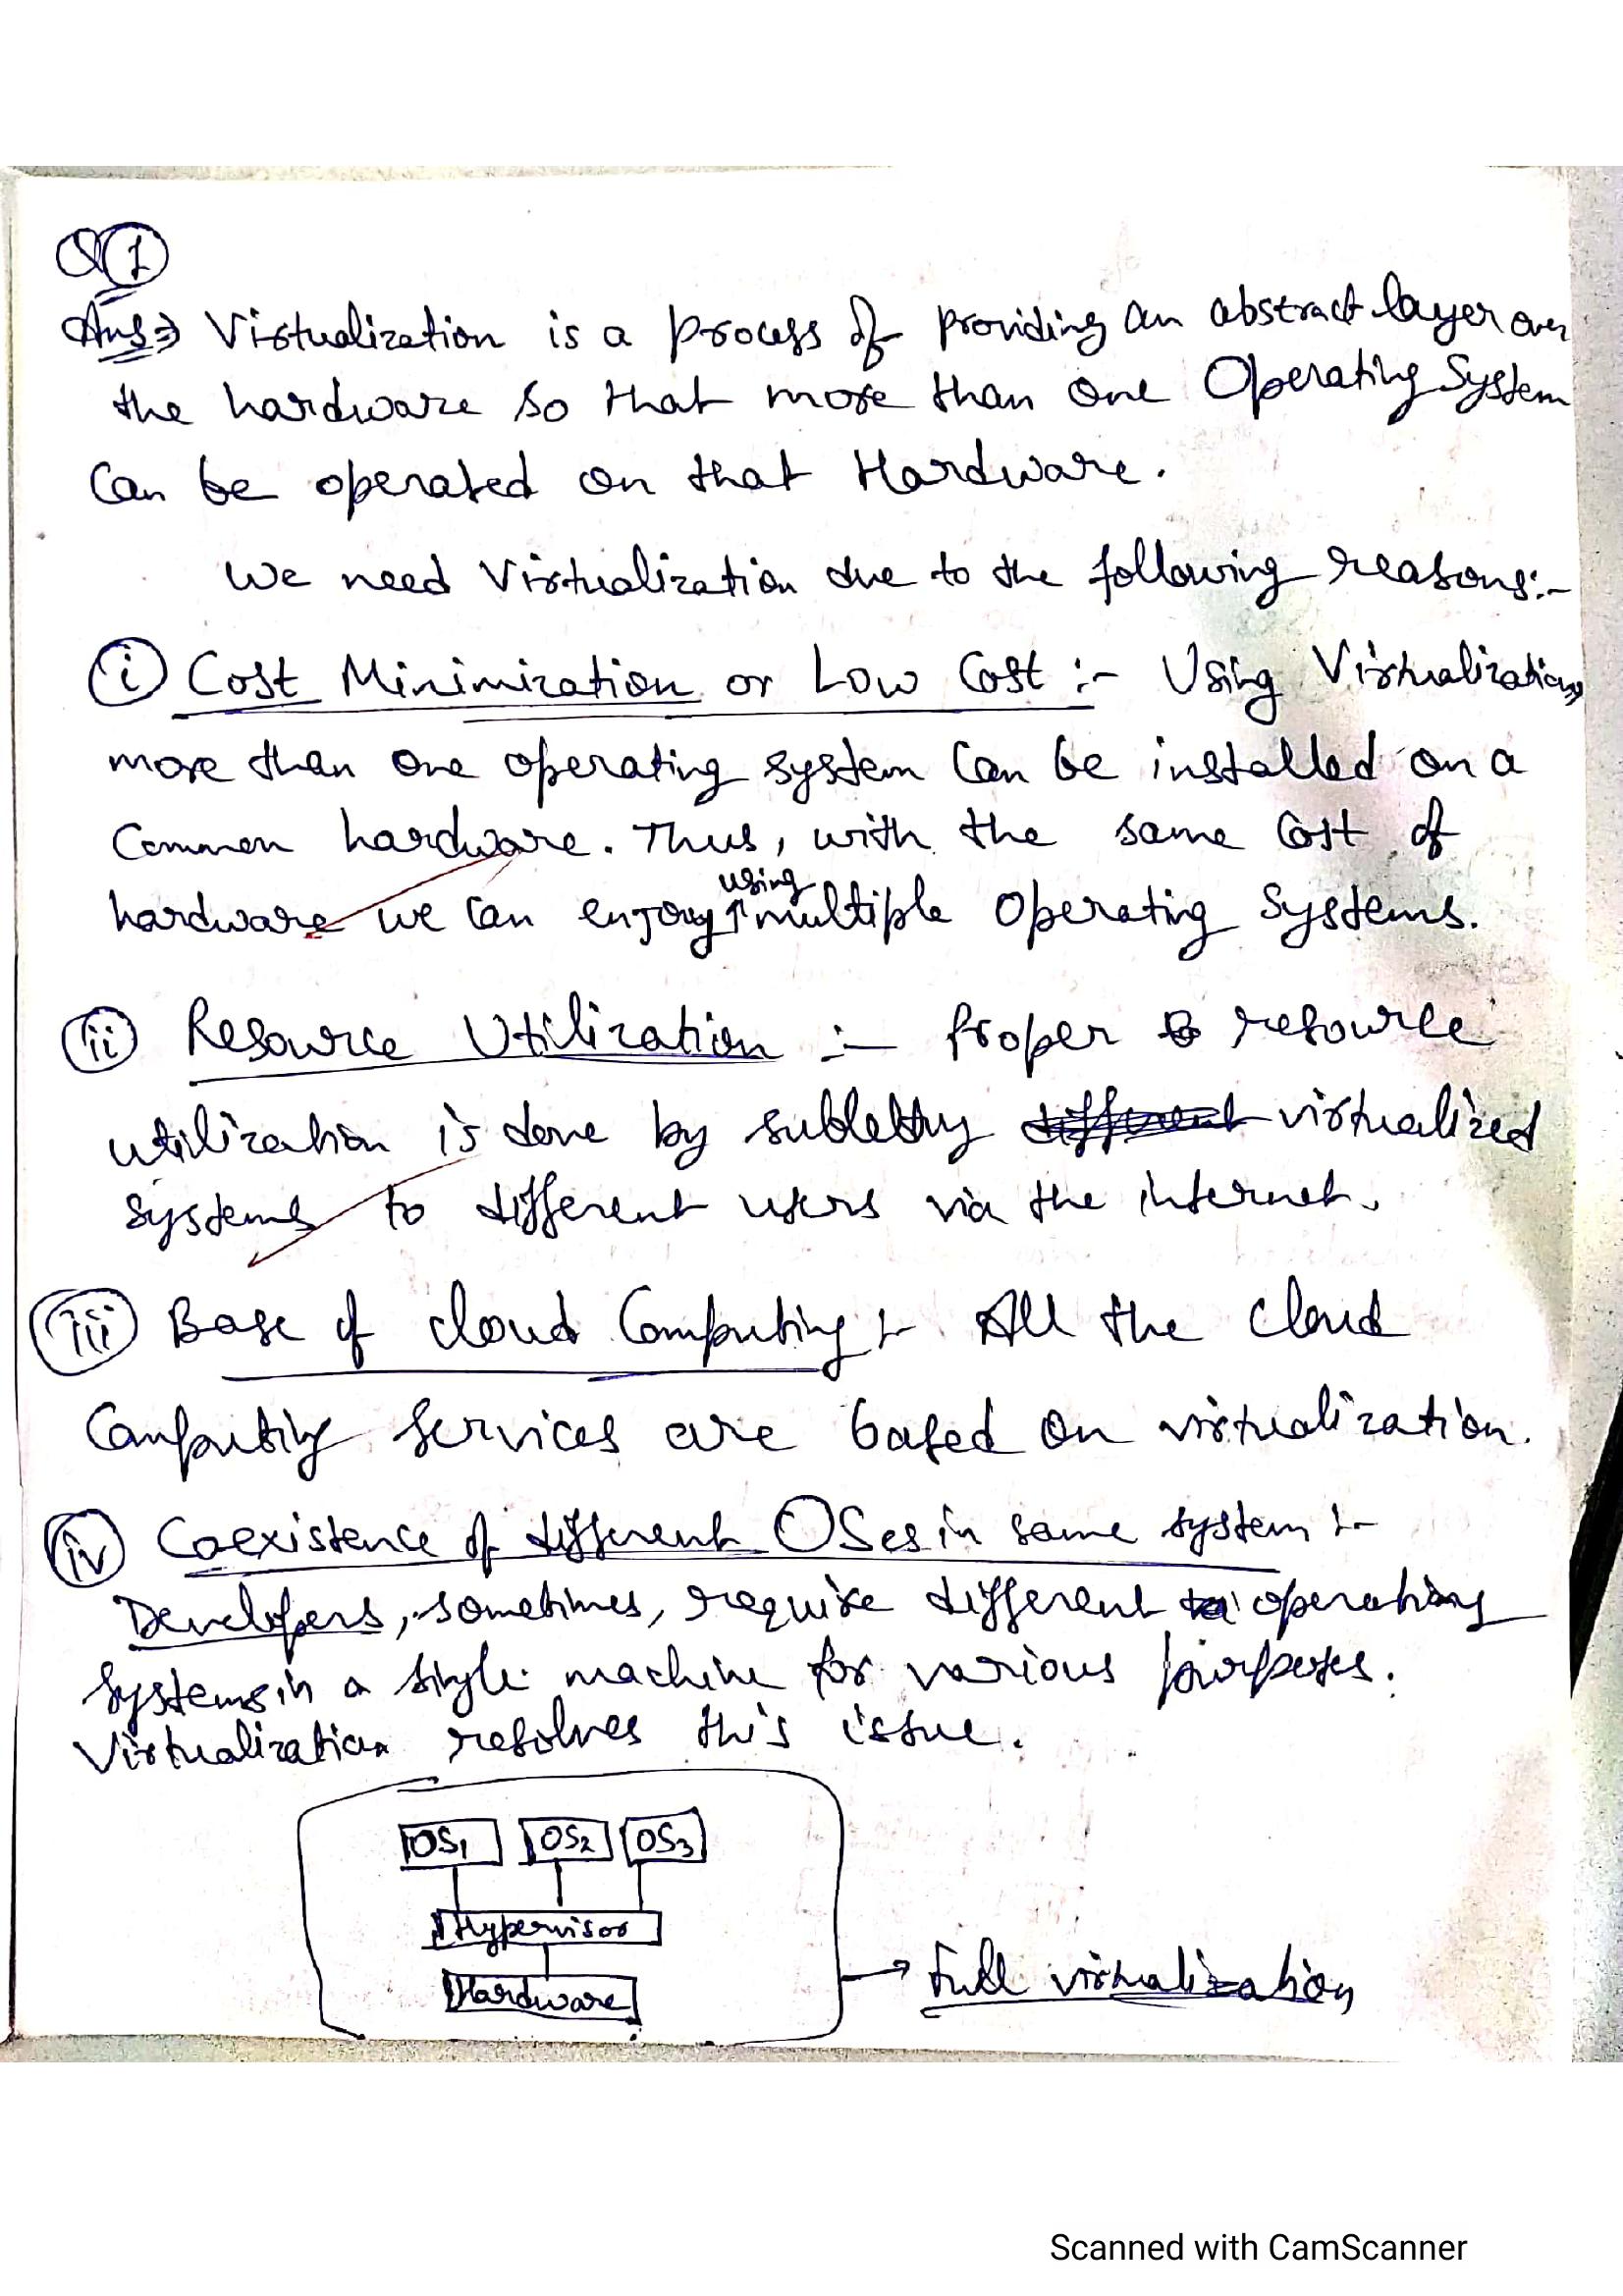 Q1
Ans⇒ Virtualization is a process of providing an abstract layer over
the hardware so that more than one Operating System
can be operated on that Hardware.
We need Virtualization due to the following reasons:-
(i) Cost Minimization or Low Cost :- Using Virtualization,
more than one operating system can be installed on a
common hardware. Thus, with the same cost of
using
hardware we can enjoy ↑ multiple Operating Systems.
(ii) Resource Utilization :- Proper resource
utilization is done by virtualized
systems to different users via the internet.
(iii) Base of cloud Computing :- All the cloud
Computing services are based on virtualization.
(iv) Coexistence of different OSes in same system :-
Developers, sometimes, require different operating
systems in a single machine for various purposes.
Virtualization resolves this issue.
OS1 OS2 OS3
Hypervisor
→ Full virtualization
Hardware
Scanned with CamScanner